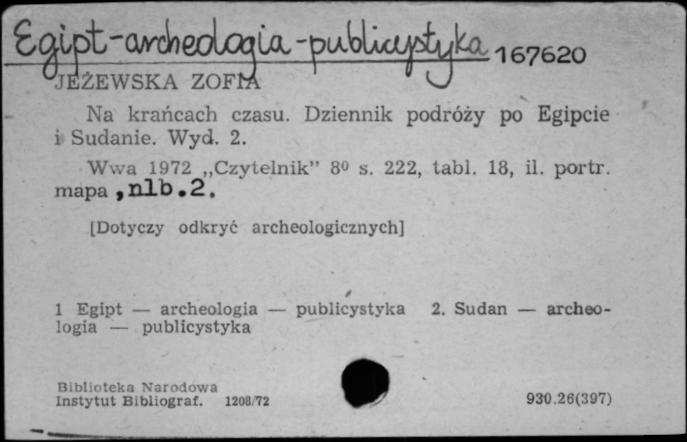 Egipt-archeologia-publicystyka 167620
JEŻEWSKA ZOFIA
Na krańcach czasu. Dziennik podróży po Egipcie
i Sudanie. Wyd. 2.
Wwa 1972 „Czytelnik” 8⁰ s. 222, tabl. 18, il. portr.
mapa , nlb. 2.
[Dotyczy odkryć archeologicznych]
1 Egipt — archeologia — publicystyka 2. Sudan — archeo-
logia — publicystyka
Biblioteka Narodowa
Instytut Bibliograf. 1208/72
930.26(397)